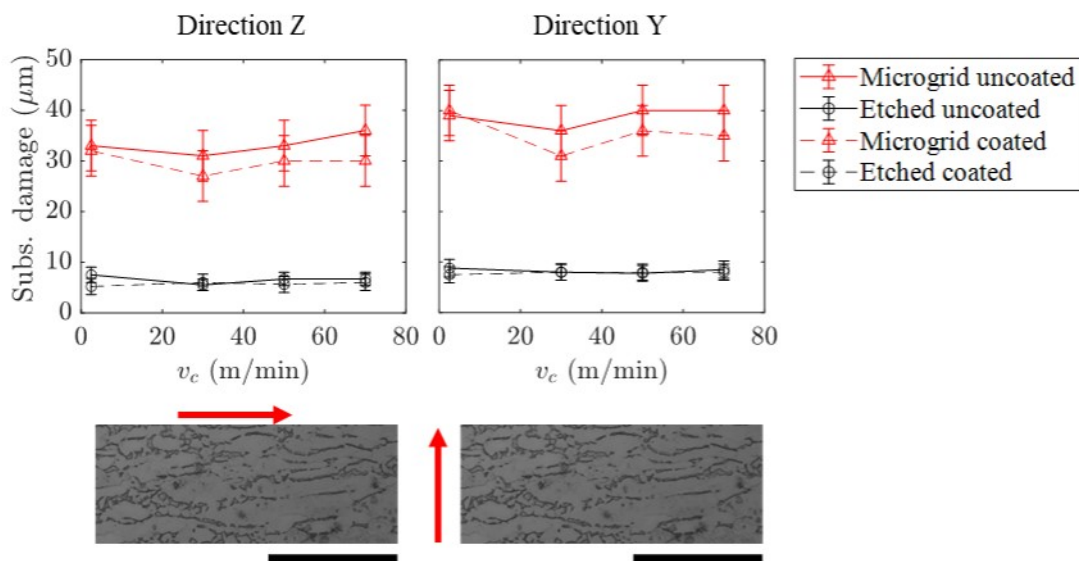 Direction Z
Direction Y
50
40
30
20
10
0
Subs. damage (μm)
0 20 40 60 80
0 20 40 60 80
v_c (m/min)
v_c (m/min)
Microgrid uncoated
Etched uncoated
Microgrid coated
Etched coated